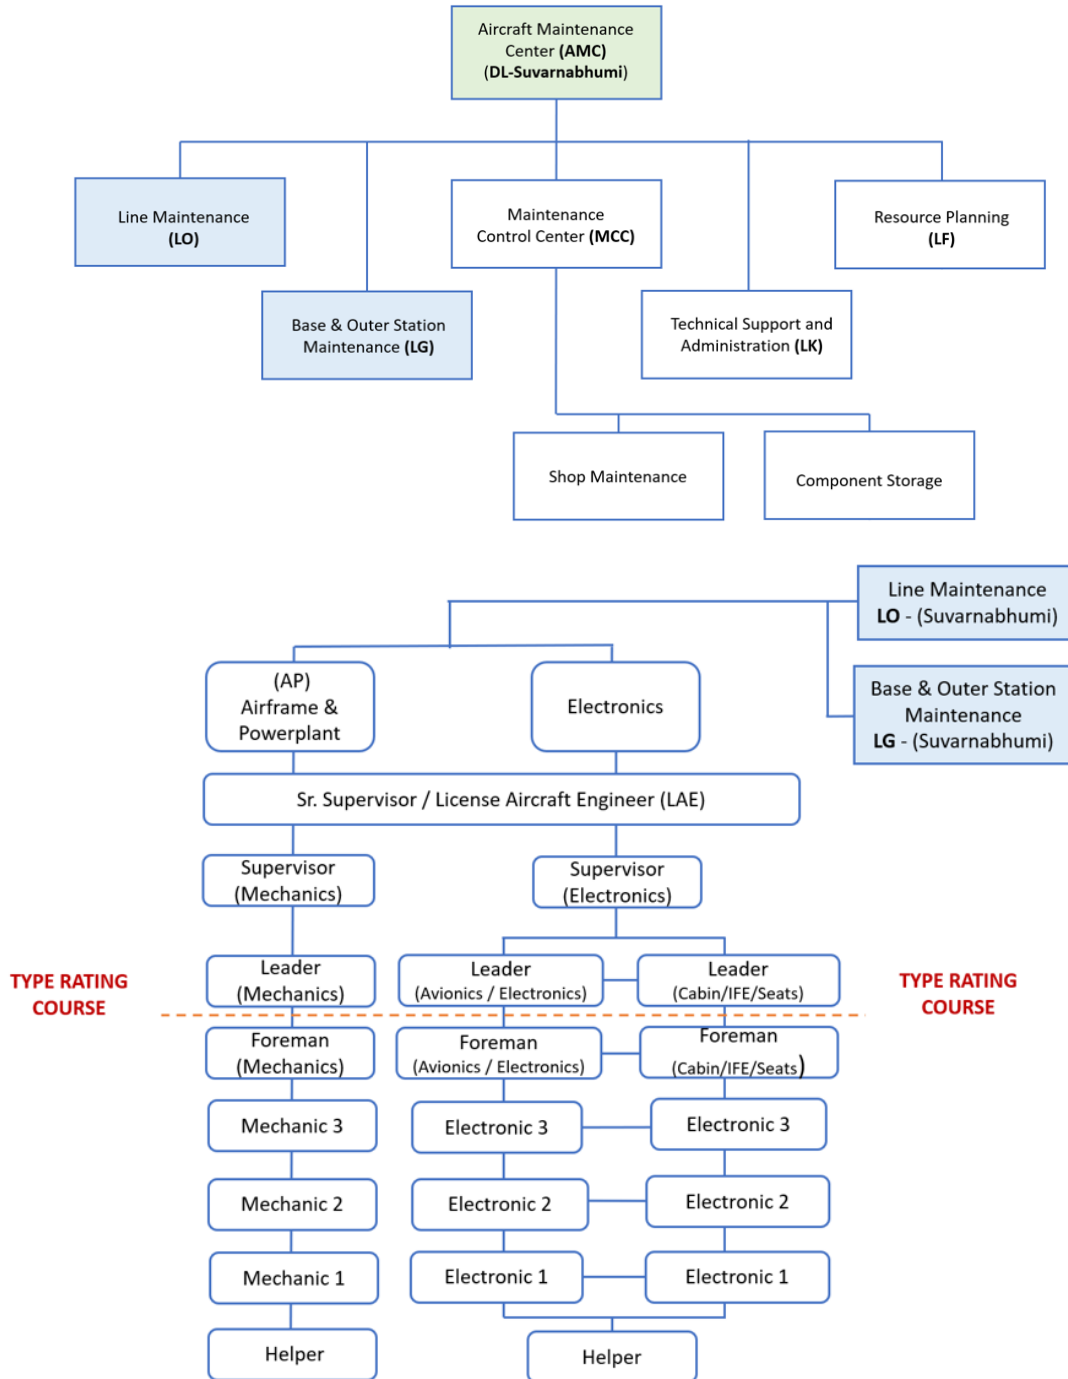 Aircraft Maintenance
Center (AMC)
(DL-Suvarnabhumi)
Line Maintenance
(LO)
Maintenance
Control Center (MCC)
Resource Planning
(LF)
Base & Outer Station
Maintenance (LG)
Technical Support and
Administration (LK)
Shop Maintenance
Component Storage
Line Maintenance
LO - (Suvarnabhumi)
Base & Outer Station
Maintenance
LG - (Suvarnabhumi)
(AP)
Airframe &
Powerplant
Electronics
Sr. Supervisor / License Aircraft Engineer (LAE)
Supervisor
(Mechanics)
Supervisor
(Electronics)
TYPE RATING
COURSE
Leader
(Mechanics)
Leader
(Avionics / Electronics)
Leader
(Cabin/IFE/Seats)
TYPE RATING
COURSE
Foreman
(Mechanics)
Foreman
(Avionics / Electronics)
Foreman
(Cabin/IFE/Seats)
Mechanic 3
Electronic 3
Electronic 3
Mechanic 2
Electronic 2
Electronic 2
Mechanic 1
Electronic 1
Electronic 1
Helper
Helper